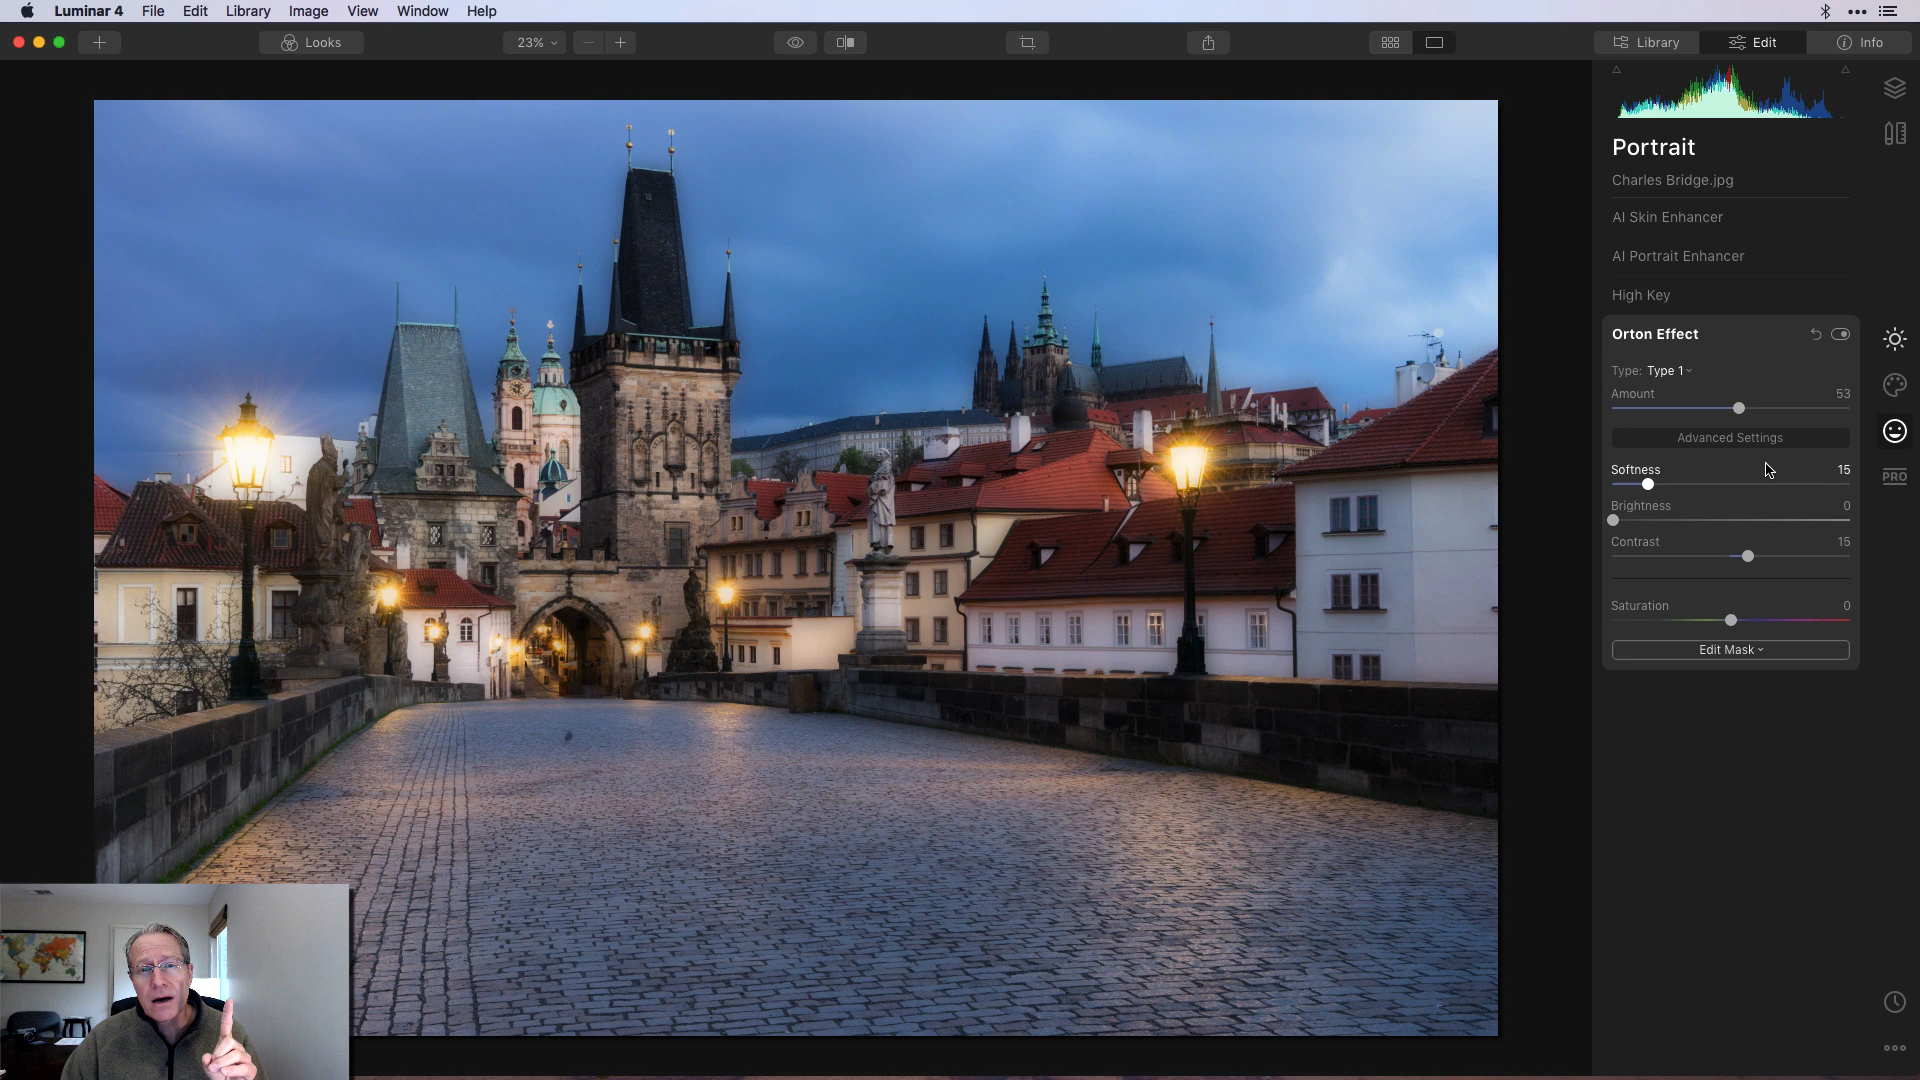 Luminar 4 File Edit Library Image View Window Help
Looks 23% Library Edit Info
Portrait
Charles Bridge.jpg
AI Skin Enhancer
AI Portrait Enhancer
High Key
Orton Effect
Type: Type 1
Amount 53
Advanced Settings
Softness 15
Brightness 0
Contrast 15
Saturation 0
Edit Mask
PRO